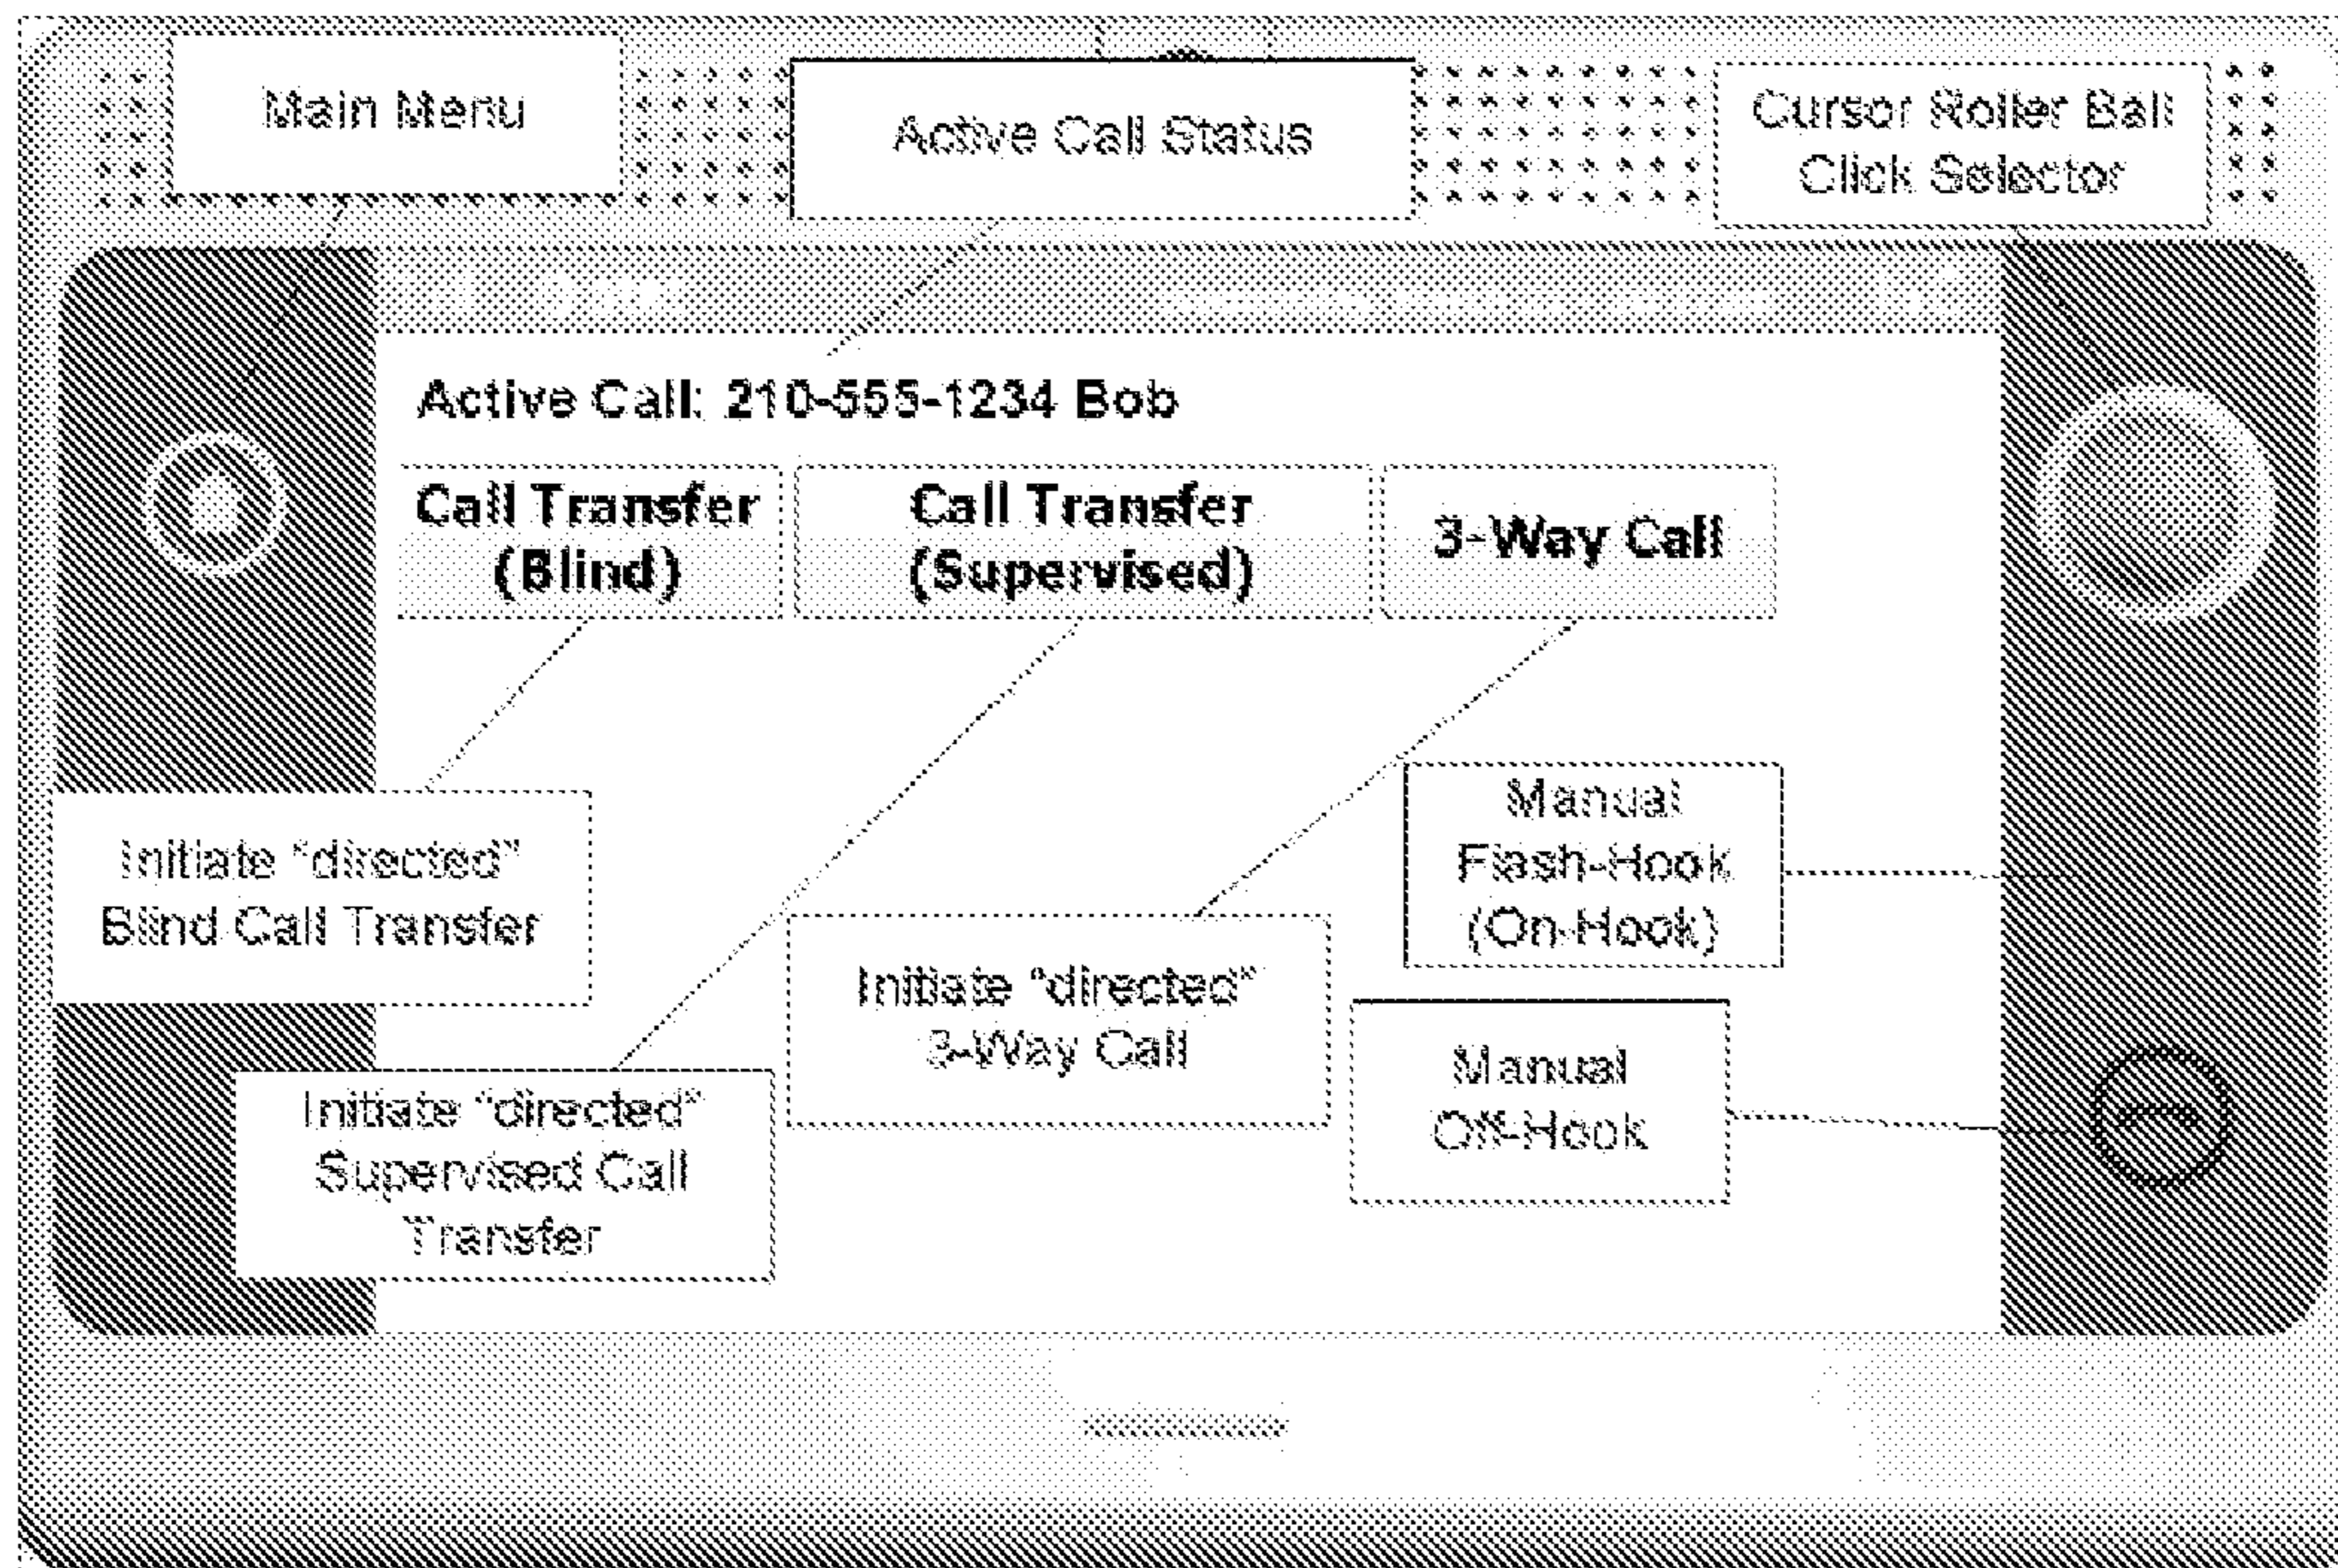 Main Menu
Active Call Status
Cursor Roller Ball
Click Selector
Active Call: 210-555-1234 Bob
Call Transfer
(Blind)
Call Transfer
(Supervised)
3-Way Call
Initiate "directed"
Blind Call Transfer
Initiate "directed"
Supervised Call
Transfer
Initiate "directed"
3-Way Call
Manual
Flash-Hook
(On-Hook)
Manual
Off-Hook